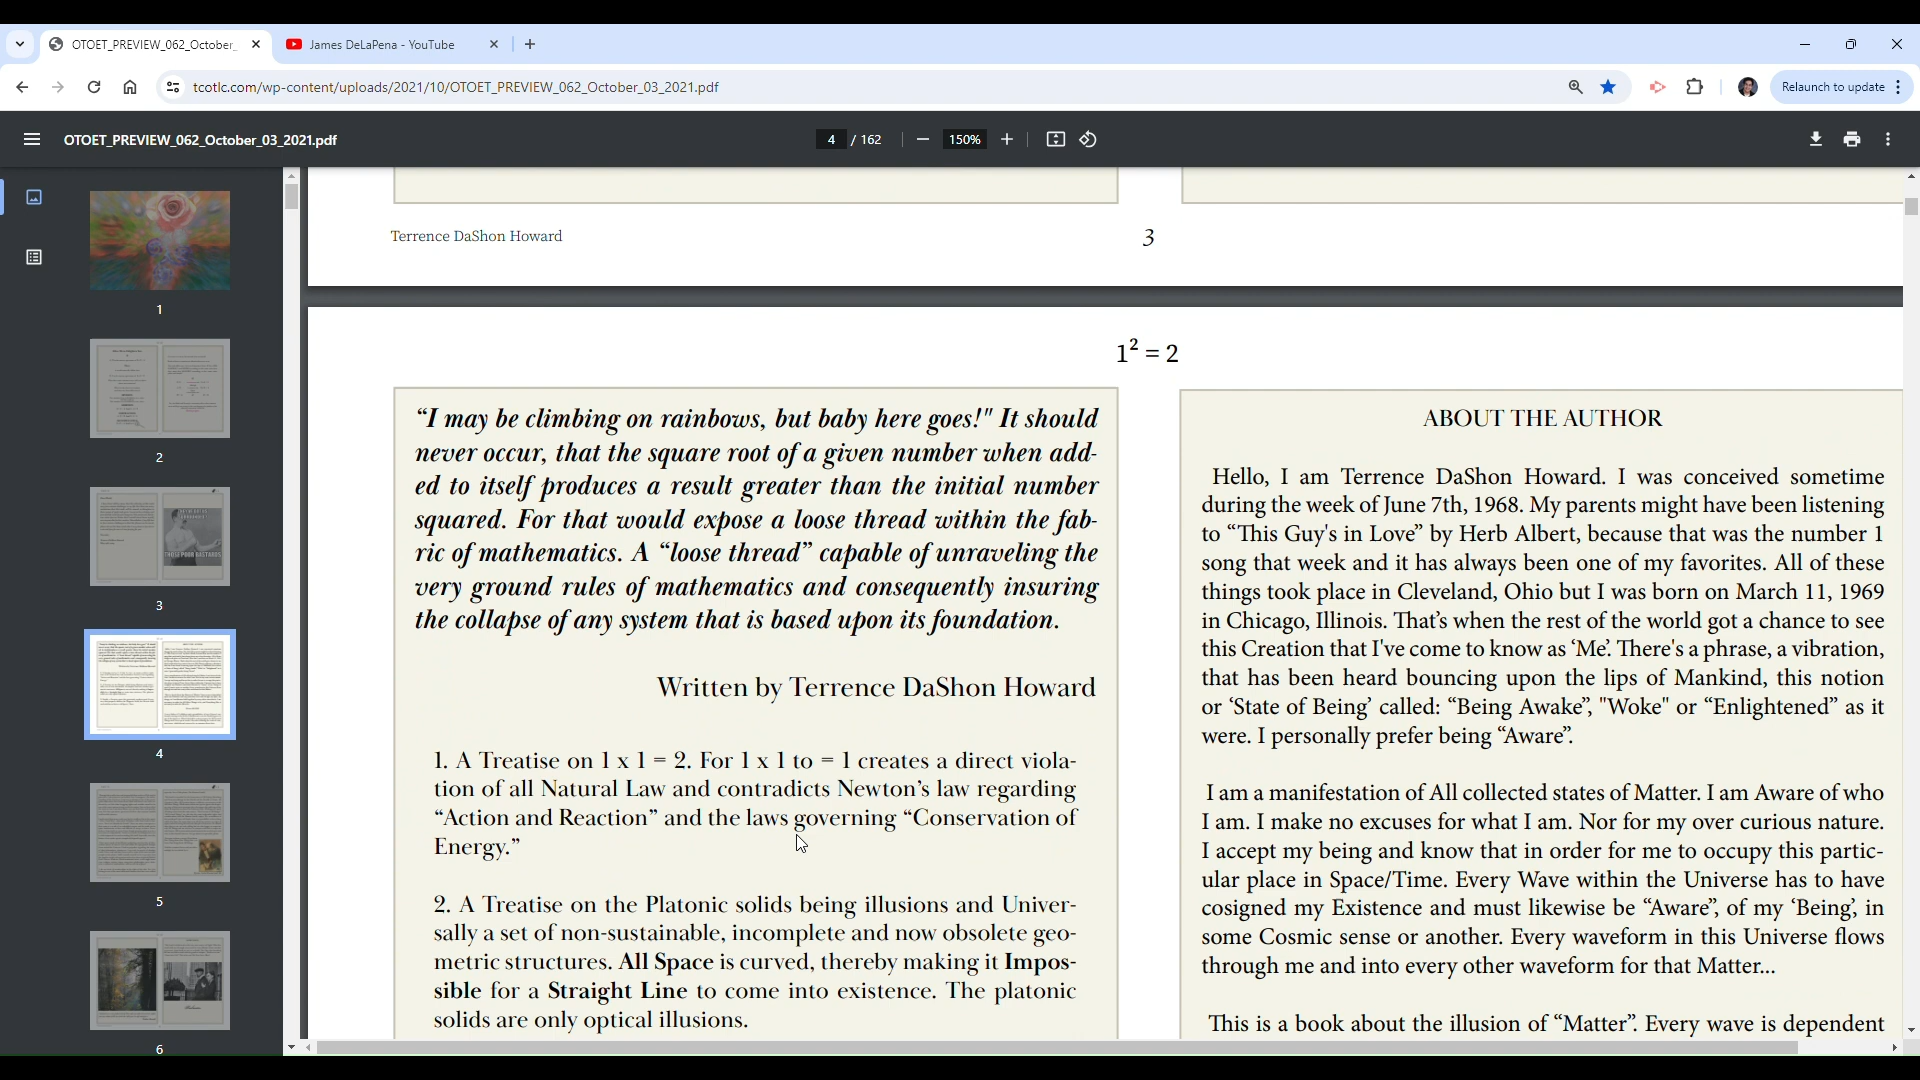 OTOET_PREVIEW_062_October_
James DeLaPena - YouTube
tcotlc.com/wp-content/uploads/2021/10/OTOET_PREVIEW_062_October_03_2021.pdf
Relaunch to update
OTOET_PREVIEW_062_October_03_2021.pdf
4 / 162
150%
1
2
3
4
5
6
Terrence DaShon Howard
3
1² = 2
“I may be climbing on rainbows, but baby here goes!" It should
never occur, that the square root of a given number when add-
ed to itself produces a result greater than the initial number
squared. For that would expose a loose thread within the fab-
ric of mathematics. A “loose thread” capable of unraveling the
very ground rules of mathematics and consequently insuring
the collapse of any system that is based upon its foundation.
Written by Terrence DaShon Howard
1. A Treatise on 1 x 1 = 2. For 1 x 1 to = 1 creates a direct viola-
tion of all Natural Law and contradicts Newton’s law regarding
“Action and Reaction” and the laws governing “Conservation of
Energy.”
2. A Treatise on the Platonic solids being illusions and Univer-
sally a set of non-sustainable, incomplete and now obsolete geo-
metric structures. All Space is curved, thereby making it Impos-
sible for a Straight Line to come into existence. The platonic
solids are only optical illusions.
ABOUT THE AUTHOR
Hello, I am Terrence DaShon Howard. I was conceived sometime
during the week of June 7th, 1968. My parents might have been listening
to “This Guy's in Love” by Herb Albert, because that was the number 1
song that week and it has always been one of my favorites. All of these
things took place in Cleveland, Ohio but I was born on March 11, 1969
in Chicago, Illinois. That’s when the rest of the world got a chance to see
this Creation that I've come to know as ‘Me’. There's a phrase, a vibration,
that has been heard bouncing upon the lips of Mankind, this notion
or ‘State of Being’ called: “Being Awake”, "Woke" or “Enlightened” as it
were. I personally prefer being “Aware”.
I am a manifestation of All collected states of Matter. I am Aware of who
I am. I make no excuses for what I am. Nor for my over curious nature.
I accept my being and know that in order for me to occupy this partic-
ular place in Space/Time. Every Wave within the Universe has to have
cosigned my Existence and must likewise be “Aware”, of my ‘Being’, in
some Cosmic sense or another. Every waveform in this Universe flows
through me and into every other waveform for that Matter...
This is a book about the illusion of “Matter”. Every wave is dependent